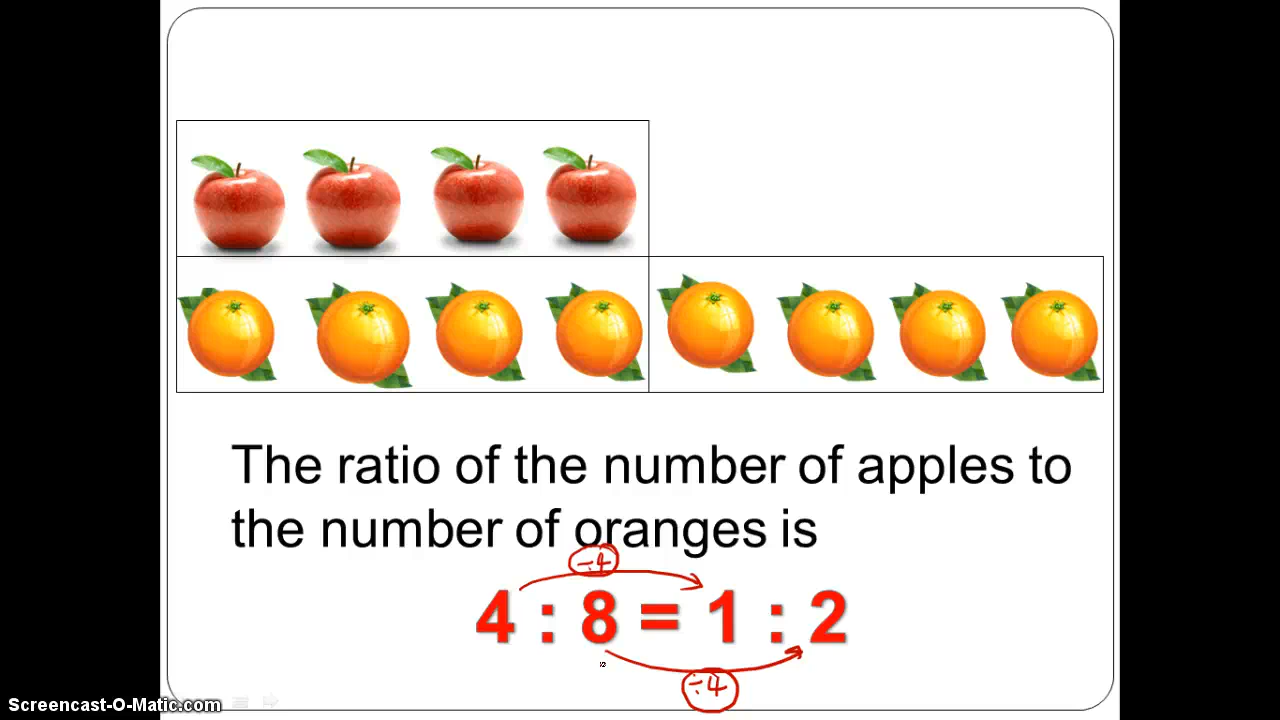 The ratio of the number of apples to
the number of oranges is
÷4
4 : 8 = 1 : 2
÷4
Screencast-O-Matic.com